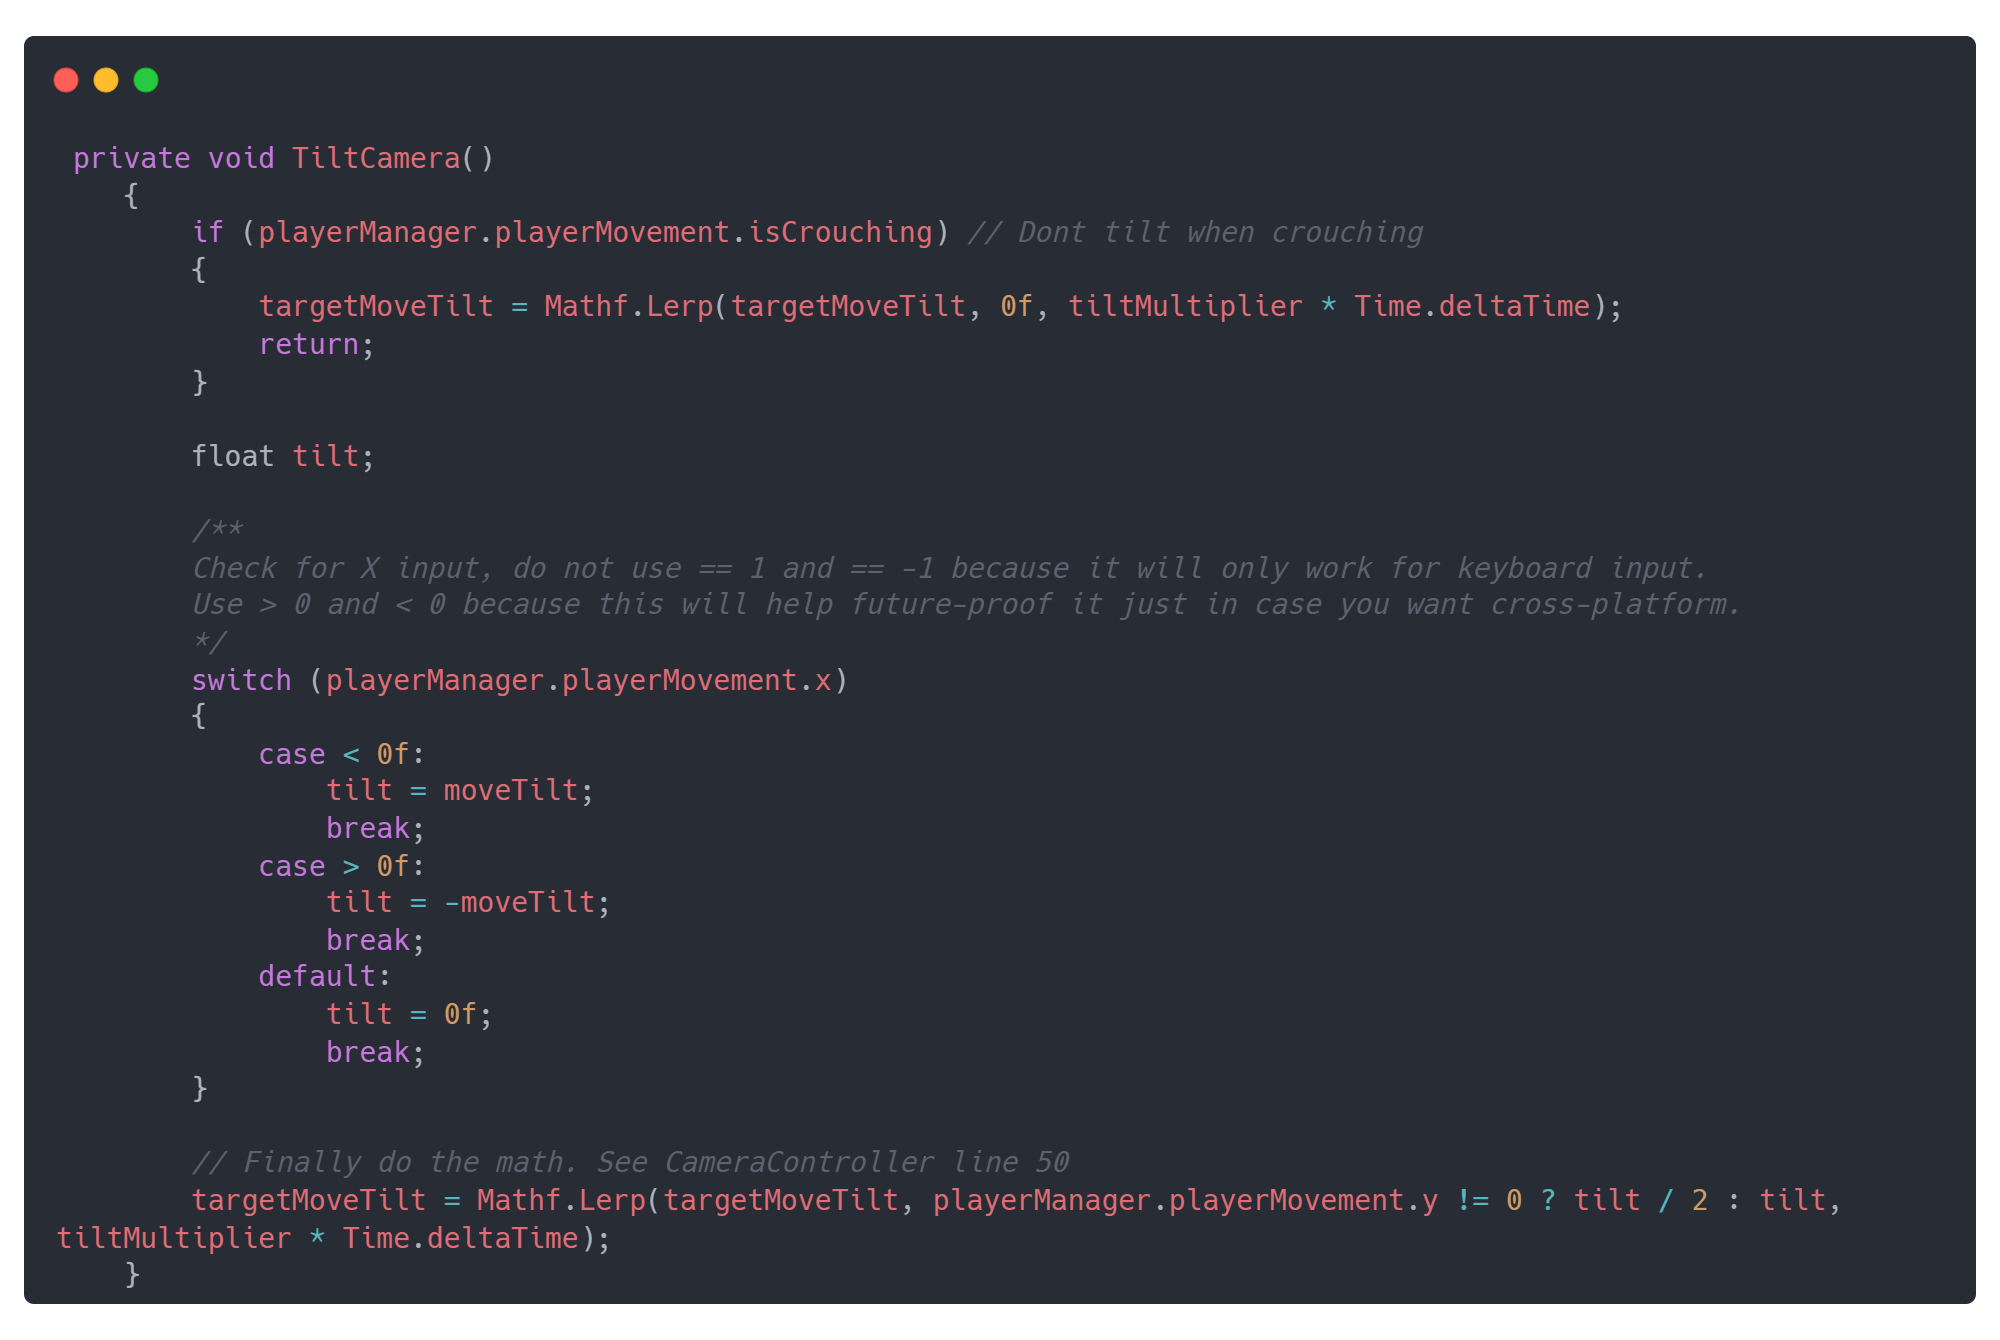 private void TiltCamera()
{
if (playerManager.playerMovement.isCrouching) // Dont tilt when crouching
{
targetMoveTilt = Mathf.Lerp(targetMoveTilt, 0f, tiltMultiplier * Time.deltaTime);
return;
}
float tilt;
/**
Check for X input, do not use == 1 and == -1 because it will only work for keyboard input.
Use > 0 and < 0 because this will help future-proof it just in case you want cross-platform.
*/
switch (playerManager.playerMovement.x)
{
case < 0f:
tilt = moveTilt;
break;
case > 0f:
tilt = -moveTilt;
break;
default:
tilt = 0f;
break;
}
// Finally do the math. See CameraController line 50
targetMoveTilt = Mathf.Lerp(targetMoveTilt, playerManager.playerMovement.y != 0 ? tilt / 2 : tilt,
tiltMultiplier * Time.deltaTime);
}